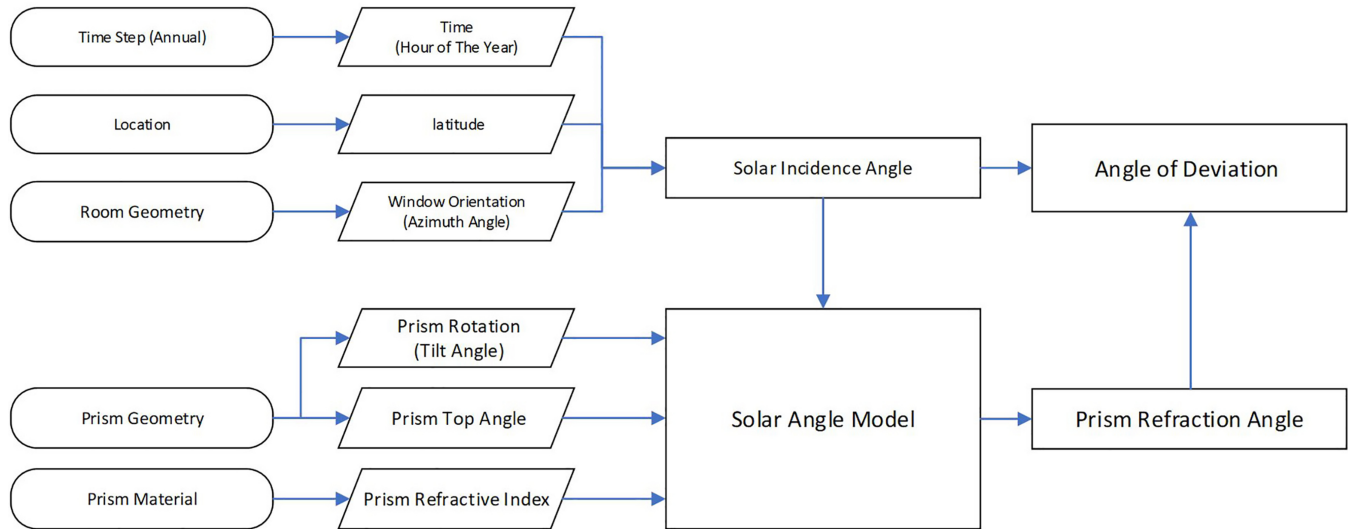 Time Step (Annual)
Time
(Hour of The Year)
Location
latitude
Solar Incidence Angle
Angle of Deviation
Room Geometry
Window Orientation
(Azimuth Angle)
Prism Rotation
(Tilt Angle)
Prism Geometry
Prism Top Angle
Solar Angle Model
Prism Refraction Angle
Prism Material
Prism Refractive Index